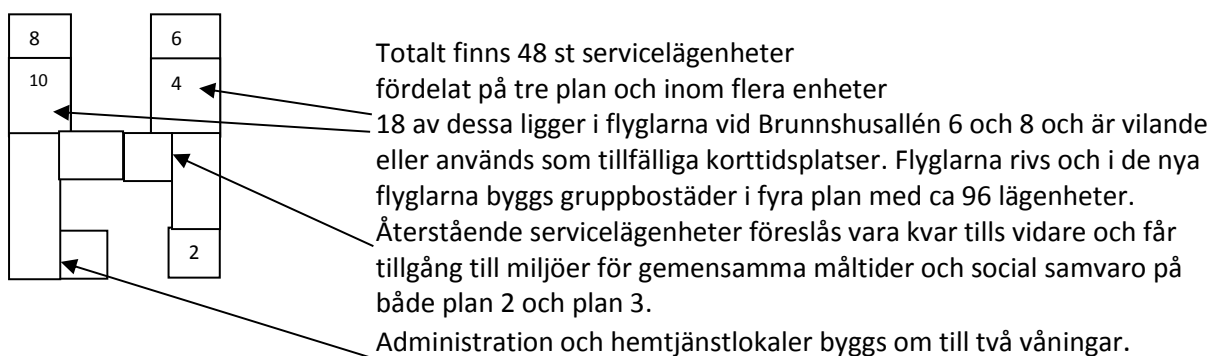 8
6
10
4
2
Totalt finns 48 st servicelägenheter
fördelat på tre plan och inom flera enheter
18 av dessa ligger i flyglarna vid Brunnshusallén 6 och 8 och är vilande
eller används som tillfälliga korttidsplatser. Flyglarna rivs och i de nya
flyglarna byggs gruppbostäder i fyra plan med ca 96 lägenheter.
Återstående servicelägenheter föreslås vara kvar tills vidare och får
tillgång till miljöer för gemensamma måltider och social samvaro på
både plan 2 och plan 3.
Administration och hemtjänstlokaler byggs om till två våningar.